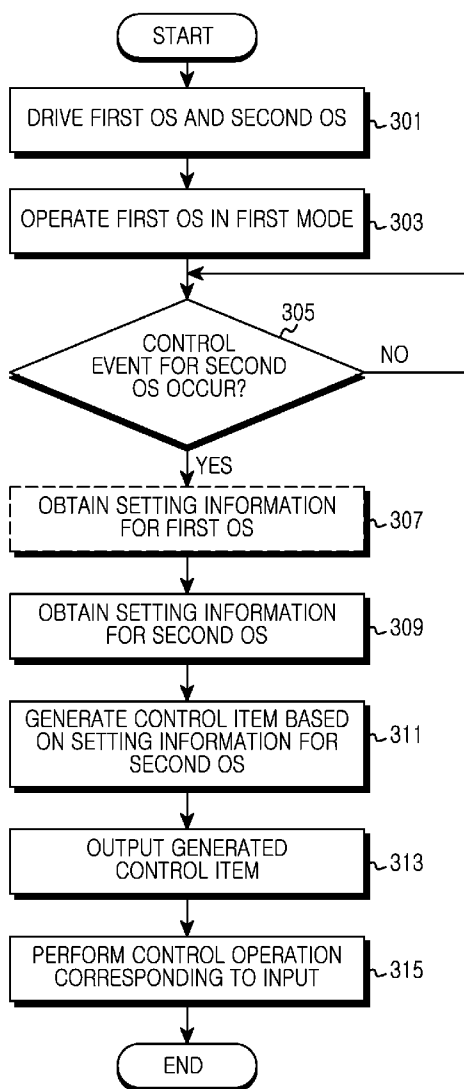 START
DRIVE FIRST OS AND SECOND OS
301
OPERATE FIRST OS IN FIRST MODE
303
305
CONTROL
EVENT FOR SECOND
OS OCCUR?
NO
YES
OBTAIN SETTING INFORMATION
FOR FIRST OS
307
OBTAIN SETTING INFORMATION
FOR SECOND OS
309
GENERATE CONTROL ITEM BASED
ON SETTING INFORMATION FOR
SECOND OS
311
OUTPUT GENERATED
CONTROL ITEM
313
PERFORM CONTROL OPERATION
CORRESPONDING TO INPUT
315
END